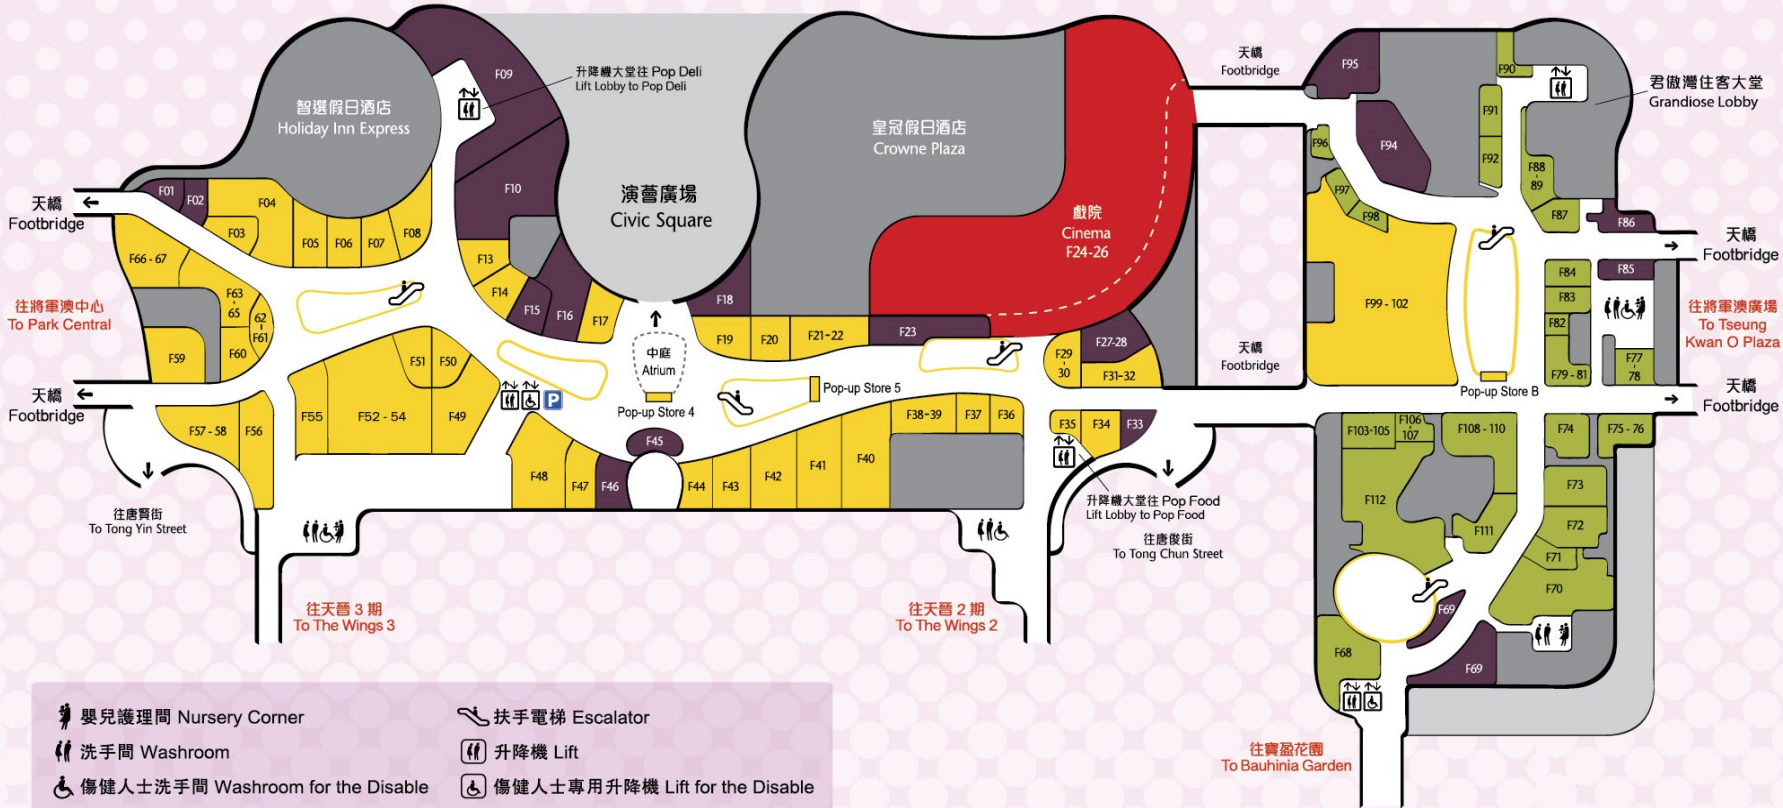 智選假日酒店
Holiday Inn Express
F09
升降機大堂往 Pop Deli
Lift Lobby to Pop Deli
演薈廣場
Civic Square
皇冠假日酒店
Crowne Plaza
戲院
Cinema
F24-26
天橋
Footbridge
F95
F90
君傲灣住客大堂
Grandiose Lobby
F91
F92
F94
F96
F88
-
89
F97
F98
F87
F86
天橋
Footbridge
天橋
Footbridge
F01
F02
F04
F03
F05
F06
F07
F08
F10
F13
F14
F15
F16
F17
F18
F66 - 67
F63
-
65
62
-
F61
F60
F59
往將軍澳中心
To Park Central
天橋
Footbridge
中庭
Atrium
Pop-up Store 4
Pop-up Store 5
F19
F20
F21-22
F23
F29
-
30
F27-28
F31-32
天橋
Footbridge
F99 - 102
F84
F85
F83
F82
F79 - 81
F77
-
78
Pop-up Store B
往將軍澳廣場
To Tseung
Kwan O Plaza
天橋
Footbridge
F51
F50
F55
F52 - 54
F49
P
F57 - 58
F56
F48
F47
F46
F45
F44
F43
F42
F41
F40
F38-39
F37
F36
F35
F34
F33
F103-105
F106
-
107
F108 - 110
F74
F75 - 76
F112
F111
F73
F72
F71
F70
F69
F69
F68
往唐賢街
To Tong Yin Street
升降機大堂往 Pop Food
Lift Lobby to Pop Food
往唐俊街
To Tong Chun Street
往天晉 3 期
To The Wings 3
往天晉 2 期
To The Wings 2
往寶盈花園
To Bauhinia Garden
嬰兒護理間 Nursery Corner
扶手電梯 Escalator
洗手間 Washroom
升降機 Lift
傷健人士洗手間 Washroom for the Disable
傷健人士專用升降機 Lift for the Disable